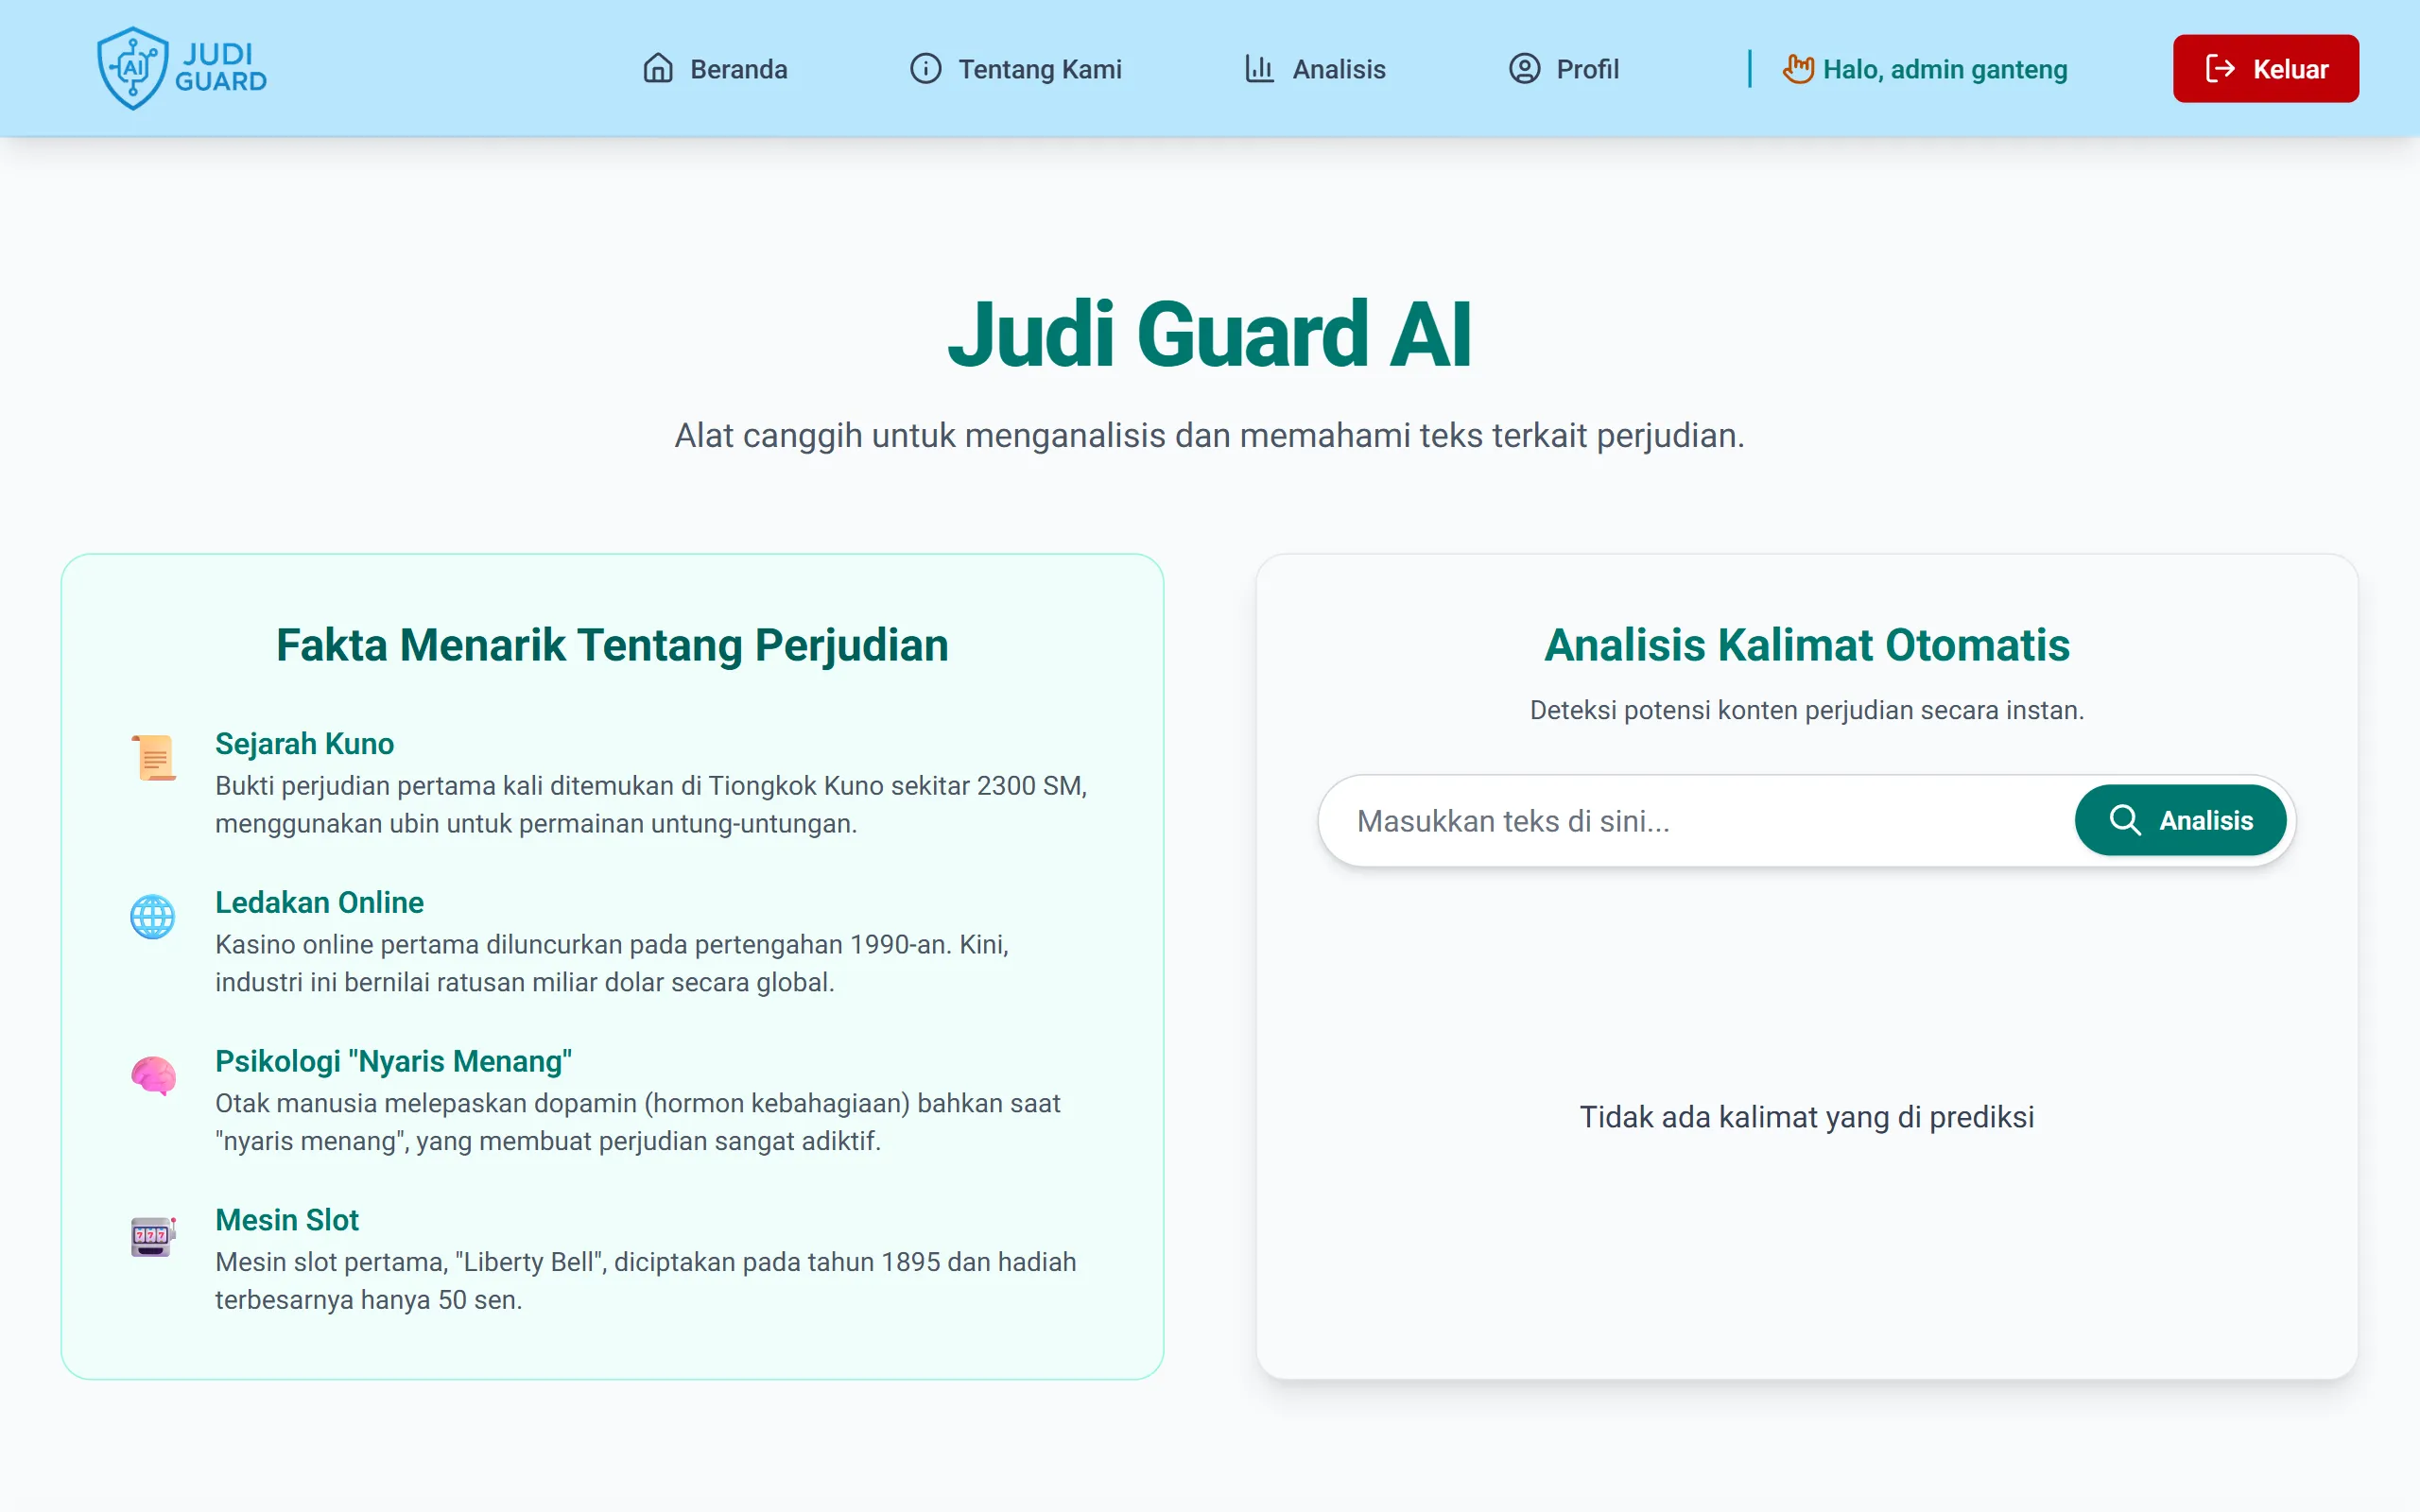 AI
JUDI
GUARD
Beranda
Tentang Kami
Analisis
Profil
Halo, admin ganteng
Keluar
Judi Guard AI
Alat canggih untuk menganalisis dan memahami teks terkait perjudian.
Fakta Menarik Tentang Perjudian
Sejarah Kuno
Bukti perjudian pertama kali ditemukan di Tiongkok Kuno sekitar 2300 SM,
menggunakan ubin untuk permainan untung-untungan.
Ledakan Online
Kasino online pertama diluncurkan pada pertengahan 1990-an. Kini,
industri ini bernilai ratusan miliar dolar secara global.
Psikologi "Nyaris Menang"
Otak manusia melepaskan dopamin (hormon kebahagiaan) bahkan saat
"nyaris menang", yang membuat perjudian sangat adiktif.
Mesin Slot
Mesin slot pertama, "Liberty Bell", diciptakan pada tahun 1895 dan hadiah
terbesarnya hanya 50 sen.
Analisis Kalimat Otomatis
Deteksi potensi konten perjudian secara instan.
Masukkan teks di sini...
Analisis
Tidak ada kalimat yang di prediksi